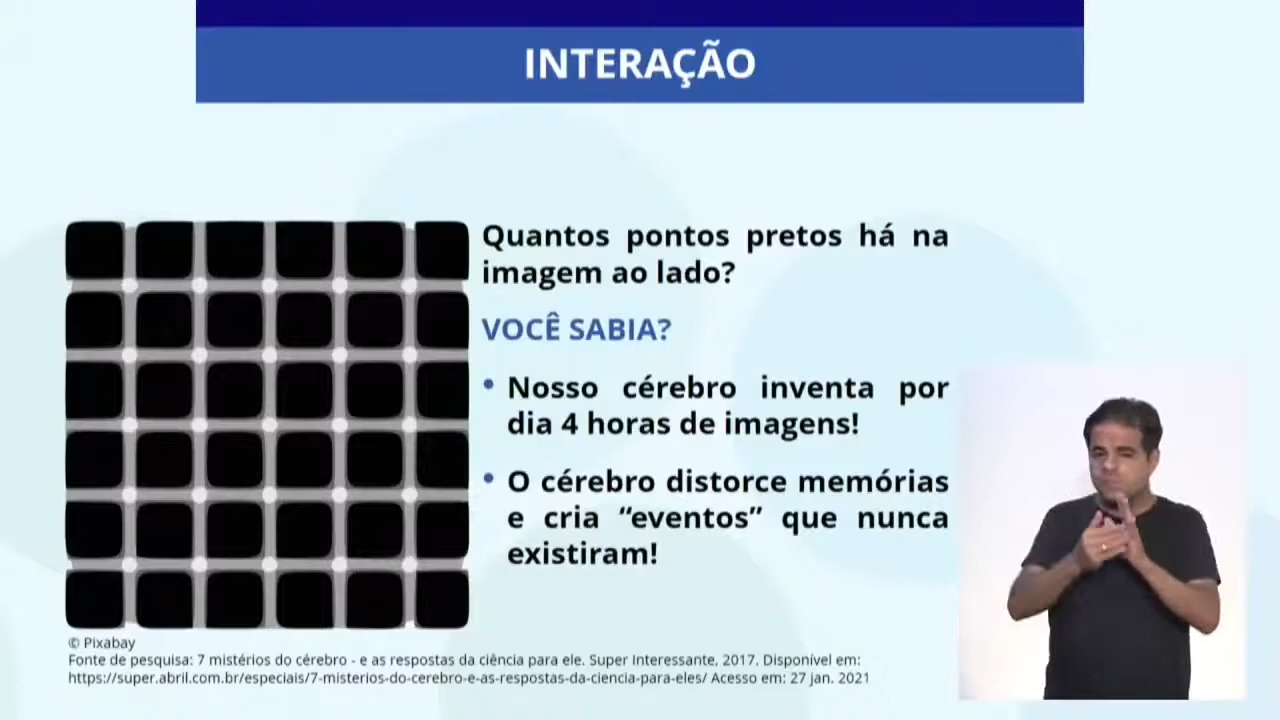 INTERAÇÃO
Quantos pontos pretos há na
imagem ao lado?
VOCÊ SABIA?
• Nosso cérebro inventa por
dia 4 horas de imagens!
• O cérebro distorce memórias
e cria “eventos” que nunca
existiram!
© Pixabay
Fonte de pesquisa: 7 mistérios do cérebro - e as respostas da ciência para ele. Super Interessante, 2017. Disponível em:
https://super.abril.com.br/especiais/7-misterios-do-cerebro-e-as-respostas-da-ciencia-para-eles/ Acesso em: 27 jan. 2021